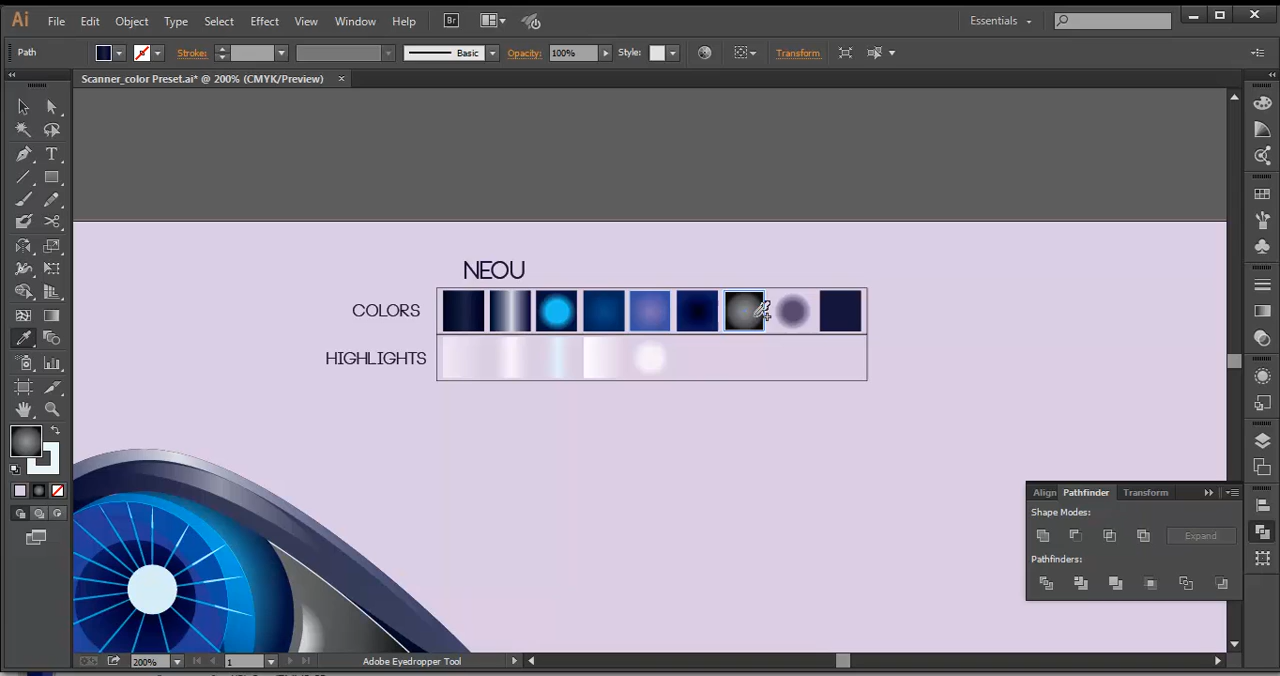 Ai File Edit Object Type Select Effect View Window Help Br Essentials
Path Stroke: Basic Opacity: 100% Style: Transform
Scanner_color Preset.ai* @ 200% (CMYK/Preview)
NEOU
COLORS
HIGHLIGHTS
Align Pathfinder Transform
Shape Modes:
Expand
Pathfinders:
200% 1 Adobe Eyedropper Tool